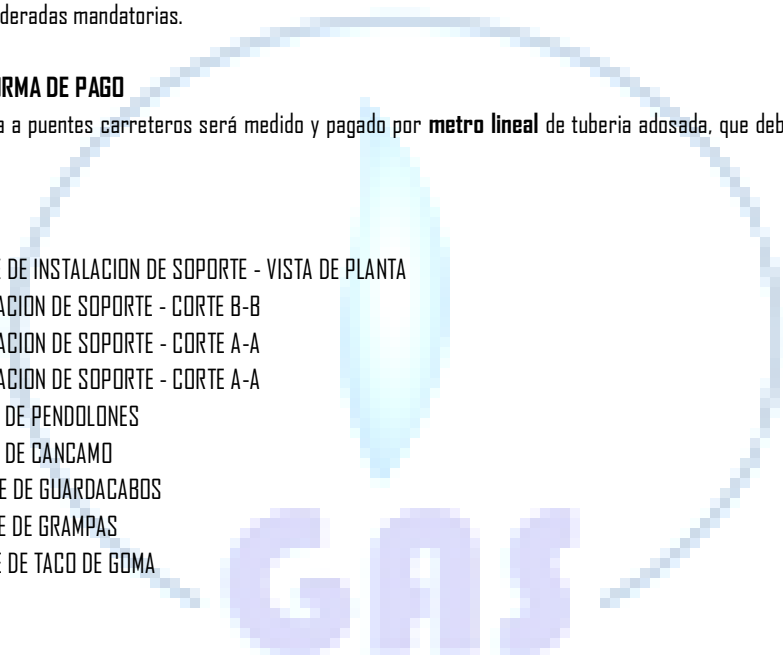 deradas mandatorias.
RMA DE PAGO
a a puentes carreteros será medido y pagado por metro lineal de tuberia adosada, que deb
DE INSTALACION DE SOPORTE - VISTA DE PLANTA
ACION DE SOPORTE - CORTE B-B
ACION DE SOPORTE - CORTE A-A
ACION DE SOPORTE - CORTE A-A
DE PENDOLONES
DE CANCAMO
E DE GUARDACABOS
E DE GRAMPAS
E DE TACO DE GOMA
GAS